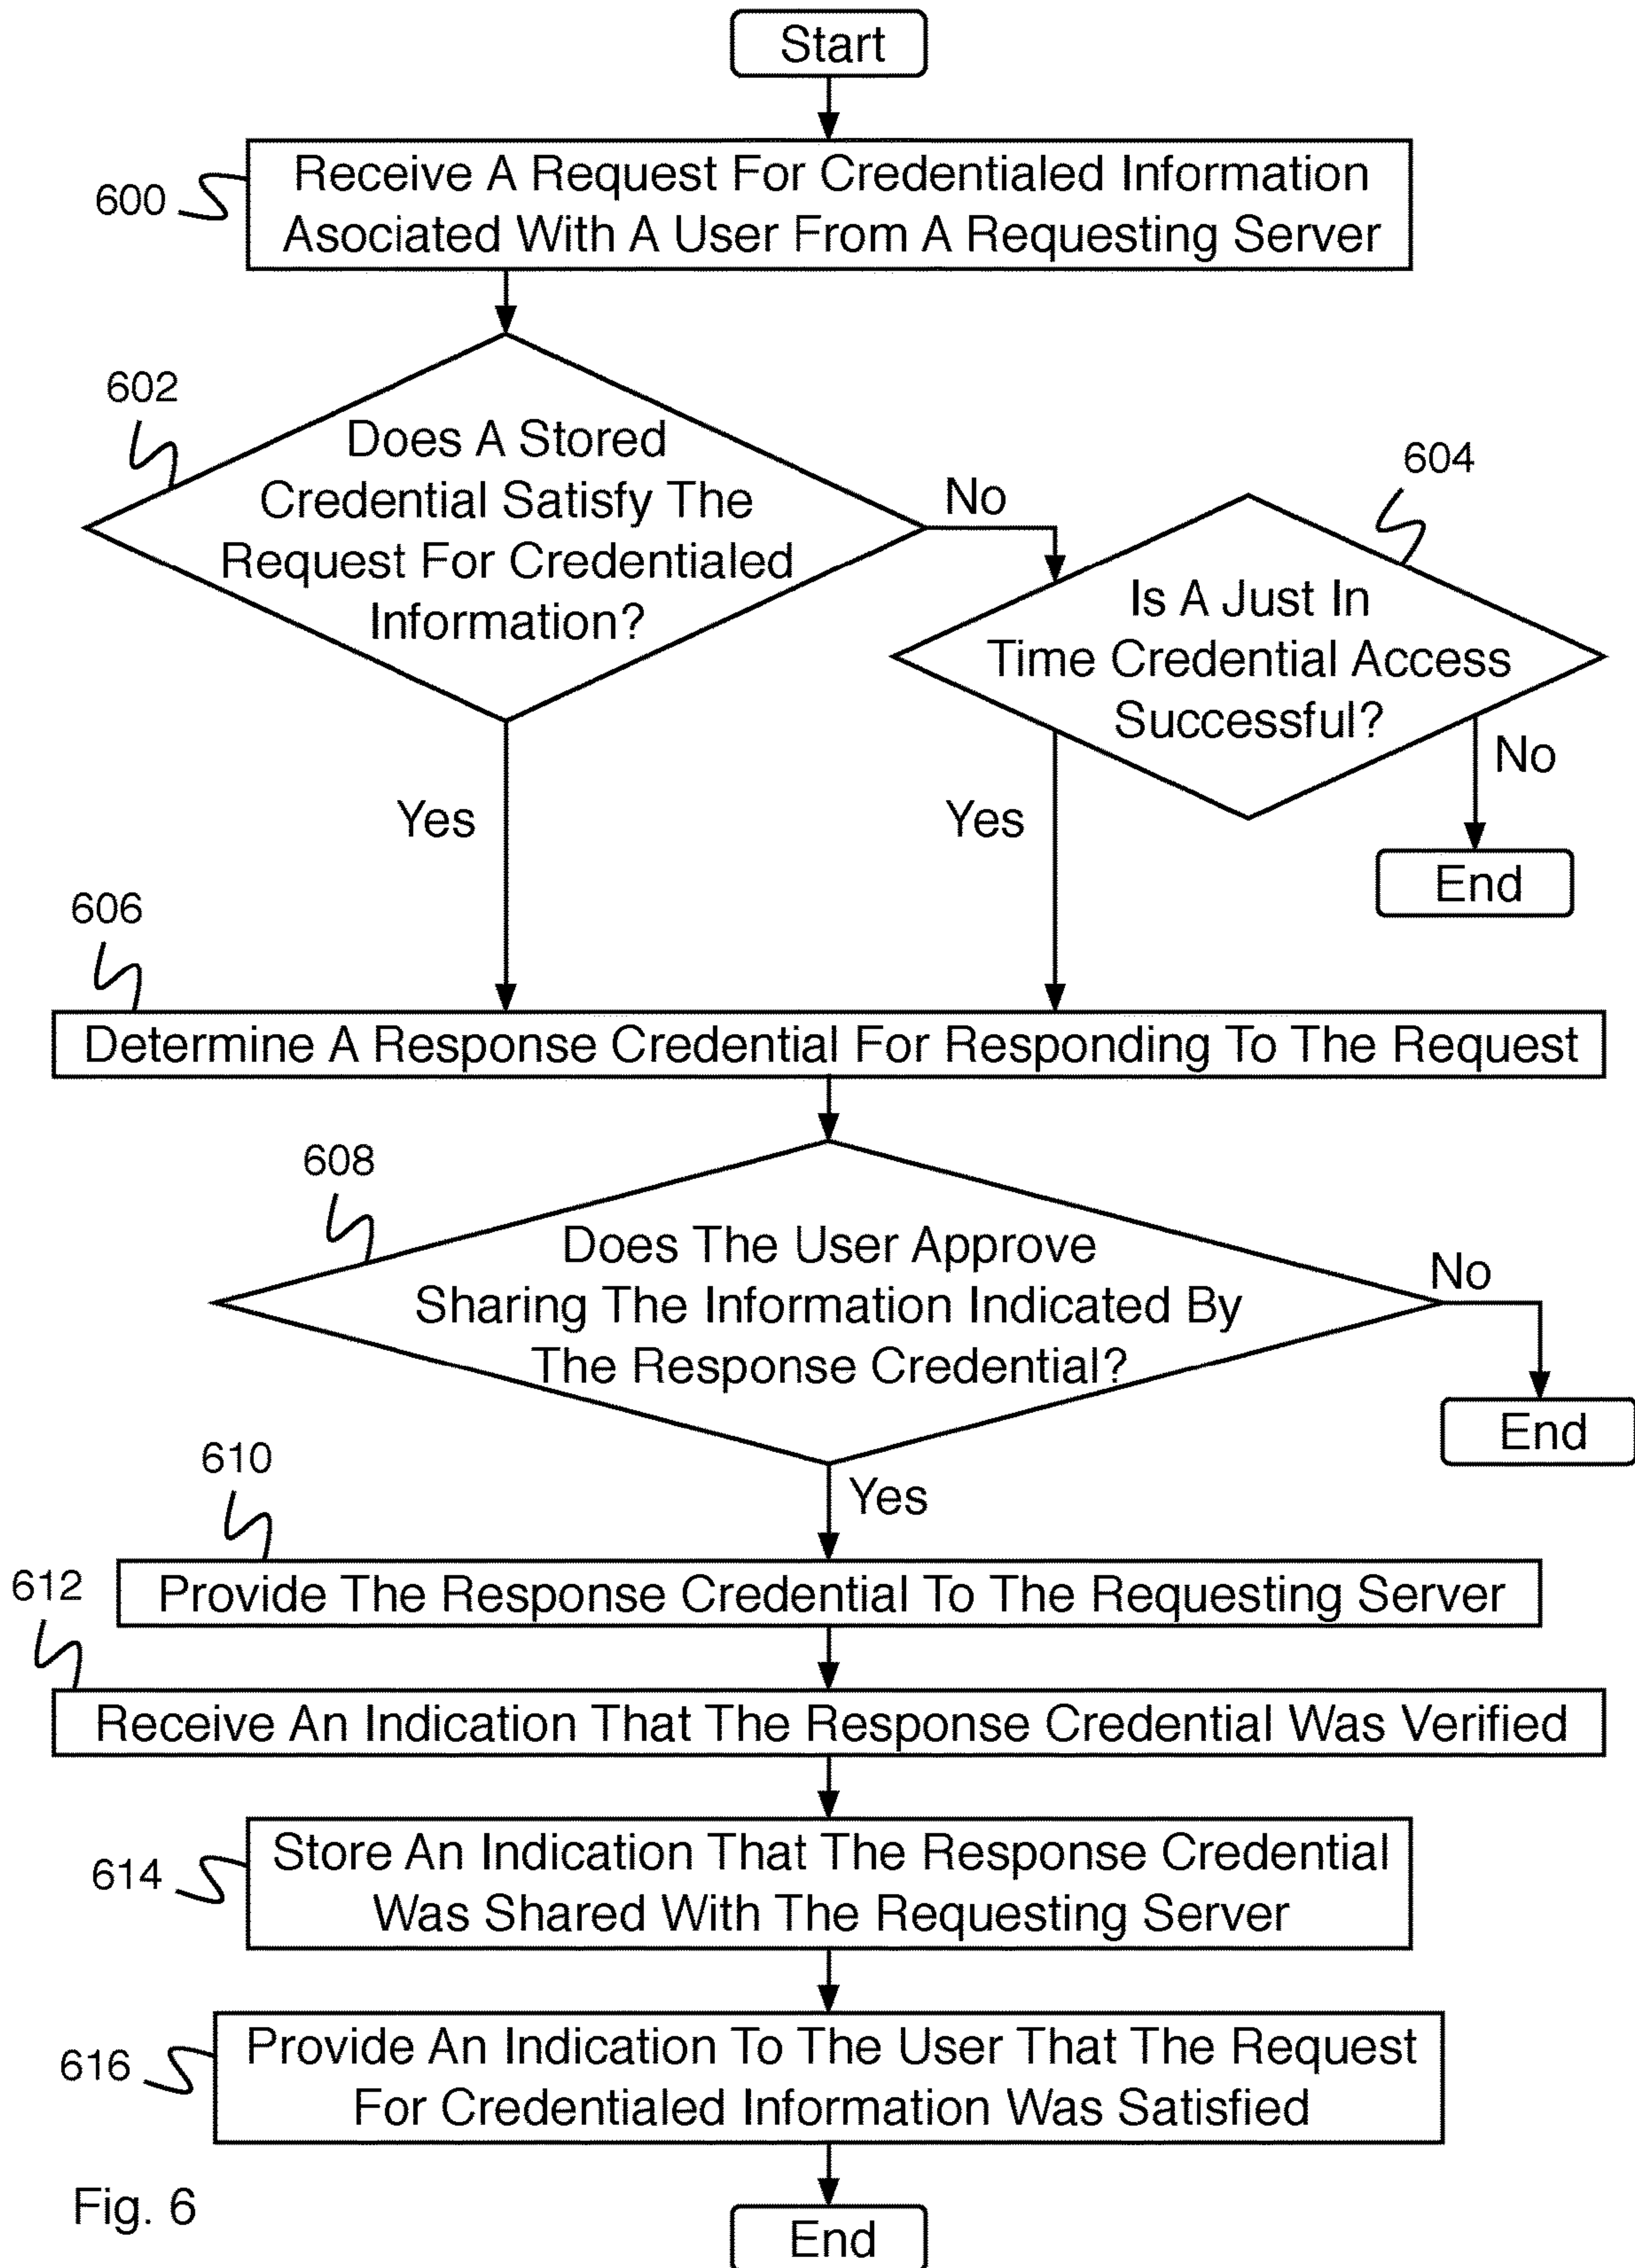 Start
600
Receive A Request For Credentialed Information
Asociated With A User From A Requesting Server
602
Does A Stored
Credential Satisfy The
Request For Credentialed
Information?
No
604
Is A Just In
Time Credential Access
Successful?
No
Yes
Yes
End
606
Determine A Response Credential For Responding To The Request
608
Does The User Approve
Sharing The Information Indicated By
The Response Credential?
No
End
Yes
610
Provide The Response Credential To The Requesting Server
612
Receive An Indication That The Response Credential Was Verified
614
Store An Indication That The Response Credential
Was Shared With The Requesting Server
616
Provide An Indication To The User That The Request
For Credentialed Information Was Satisfied
End
Fig. 6